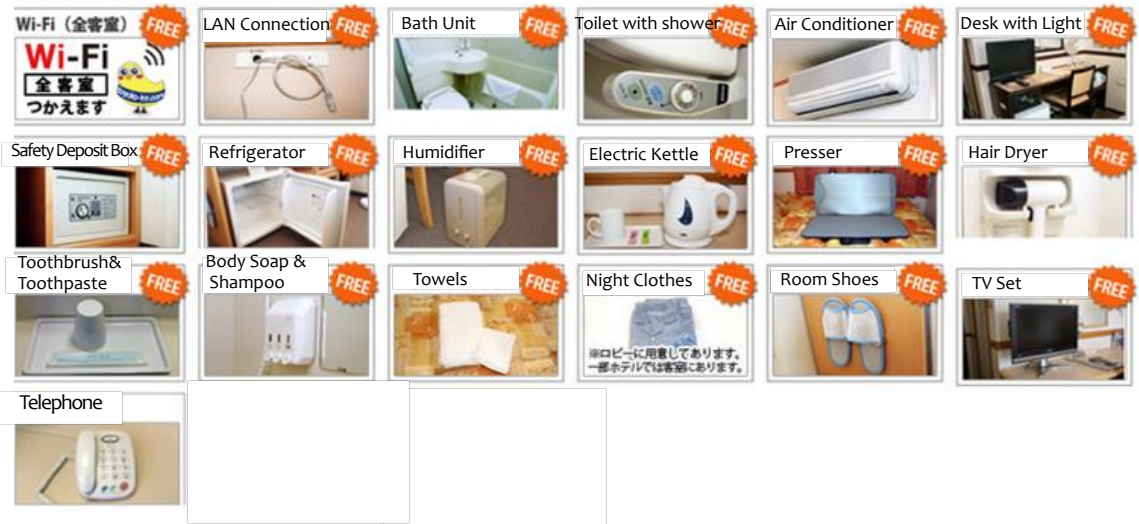 Wi-Fi（全客室）
FREE
Wi-Fi
全客室
つかえます
LAN Connection
FREE
Bath Unit
FREE
Toilet with shower
FREE
Air Conditioner
FREE
Desk with Light
FREE
Safety Deposit Box
FREE
Refrigerator
FREE
Humidifier
FREE
Electric Kettle
FREE
Presser
FREE
Hair Dryer
FREE
Toothbrush&
Toothpaste
FREE
Body Soap &
Shampoo
FREE
Towels
FREE
Night Clothes
FREE
※ロビーに用意してあります。
一部ホテルでは客室にあります。
Room Shoes
FREE
TV Set
FREE
Telephone